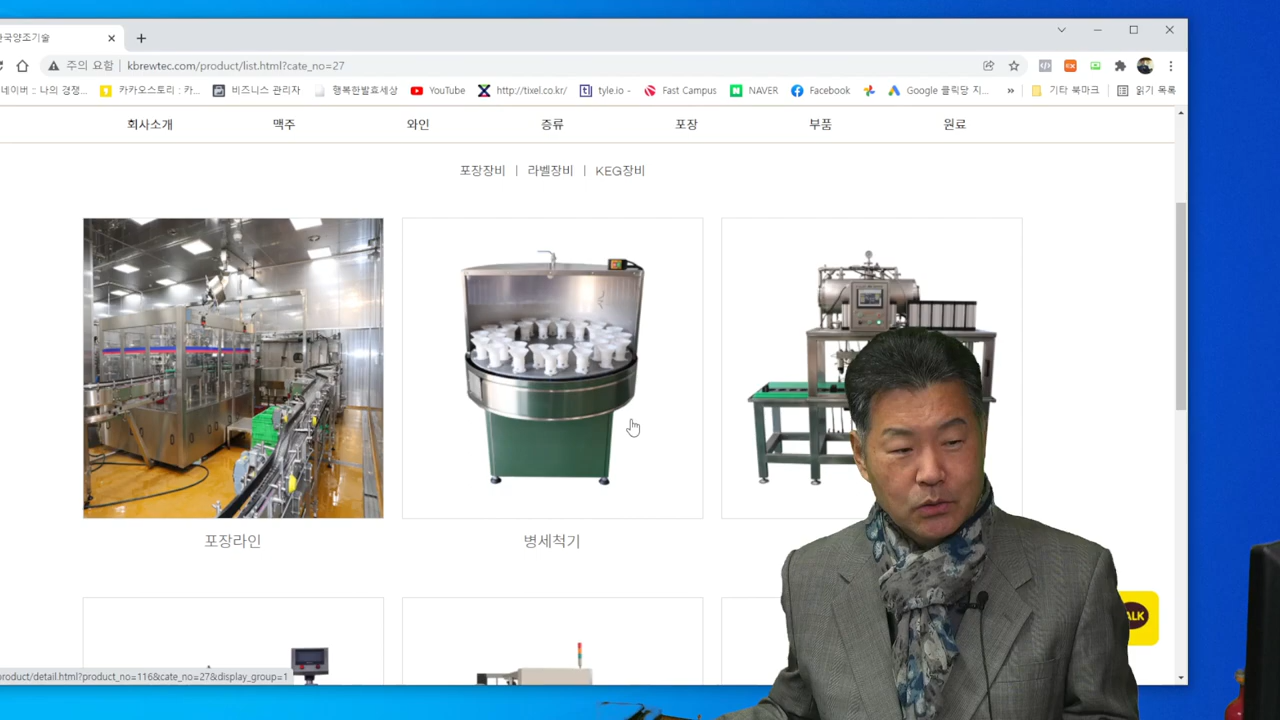 한국양조기술
주의 요함 kbrewtec.com/product/list.html?cate_no=27
네이버 :: 나의 경쟁... 카카오스토리 : 카... 비즈니스 관리자 행복한발효세상 YouTube http://tixel.co.kr/ tyle.io - Fast Campus NAVER Facebook Google 클릭당 지... » 기타 북마크 읽기 목록
회사소개 맥주 와인 증류 포장 부품 원료
포장장비 | 라벨장비 | KEG장비
포장라인 병세척기
ALK
product/detail.html?product_no=116&cate_no=27&display_group=1